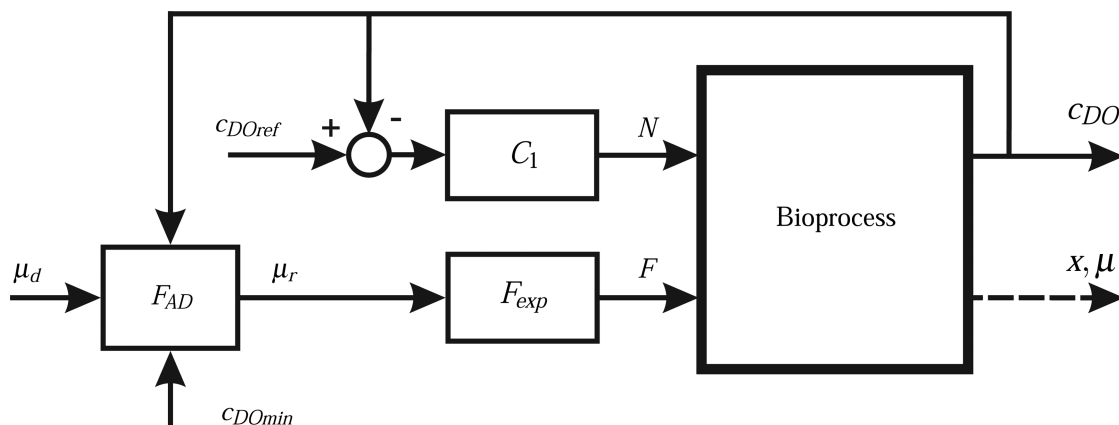 c_DO
c_DOref
+
-
C_1
N
Bioprocess
μ_d
F_AD
μ_r
F_exp
F
x, μ
c_DOmin